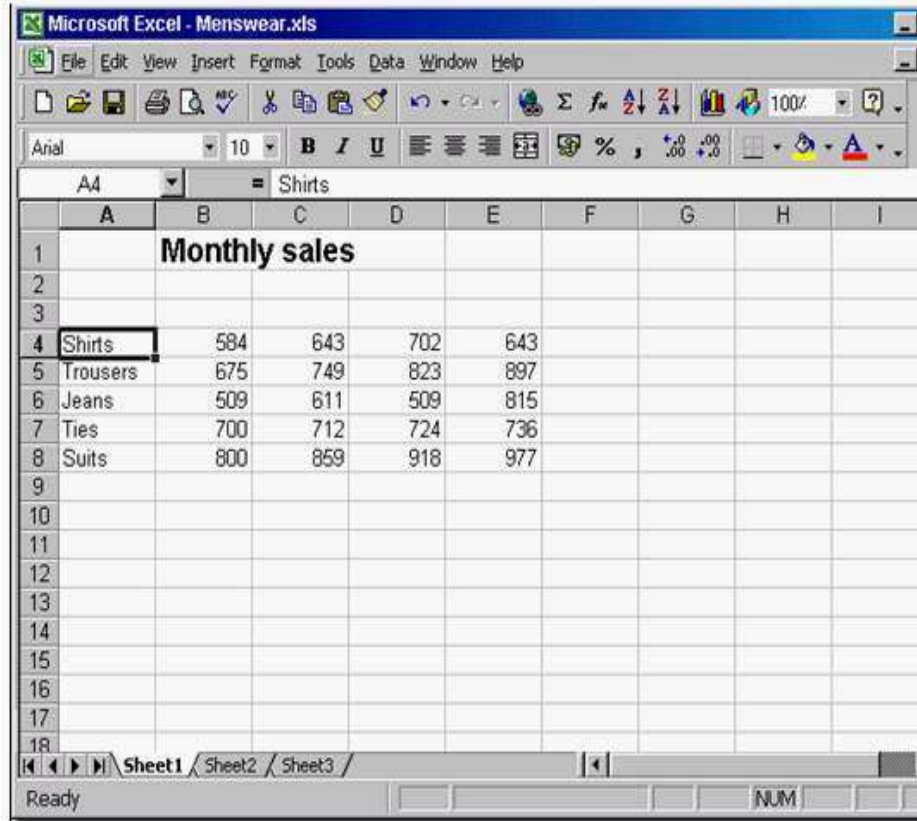 Microsoft Excel - Menswear.xls
File Edit View Insert Format Tools Data Window Help
100%
Arial 10 B I U % ,
A4 = Shirts
A B C D E F G H I
1 Monthly sales
2
3
4 Shirts 584 643 702 643
5 Trousers 675 749 823 897
6 Jeans 509 611 509 815
7 Ties 700 712 724 736
8 Suits 800 859 918 977
9
10
11
12
13
14
15
16
17
18
Sheet1 Sheet2 Sheet3
Ready NUM